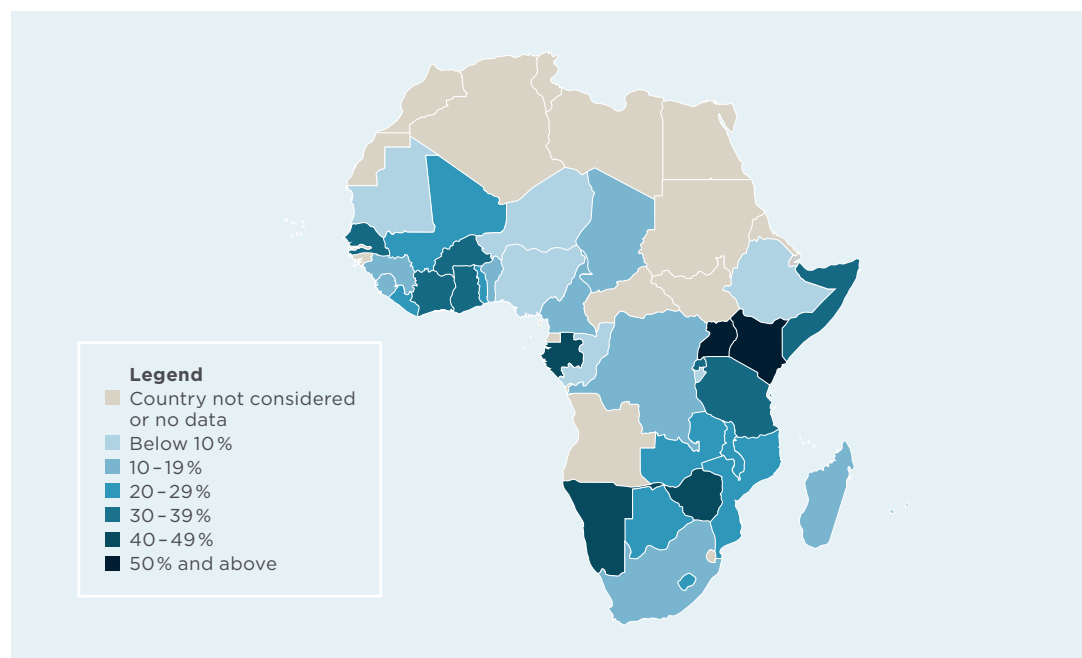 Legend
Country not considered
or no data
Below 10 %
10 – 19 %
20 – 29 %
30 – 39 %
40 – 49 %
50 % and above